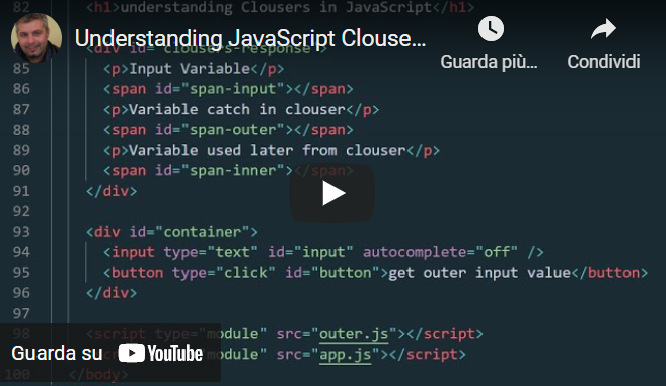 82 <h1>understanding Clousers in JavaScript</h1>
Understanding JavaScript Clouse...
Guarda più...
Condividi
<div id="clousers-response">
85 <p>Input Variable</p>
86 <span id="span-input"></span>
87 <p>Variable catch in clouser</p>
88 <span id="span-outer"></span>
89 <p>Variable used later from clouser</p>
90 <span id="span-inner"></span>
91 </div>
92
93 <div id="container">
94 <input type="text" id="input" autocomplete="off" />
95 <button type="click" id="button">get outer input value</button>
96 </div>
97
98 <script type="module" src="outer.js"></script>
Guarda su YouTube
"module" src="app.js"></script>
100 </body>